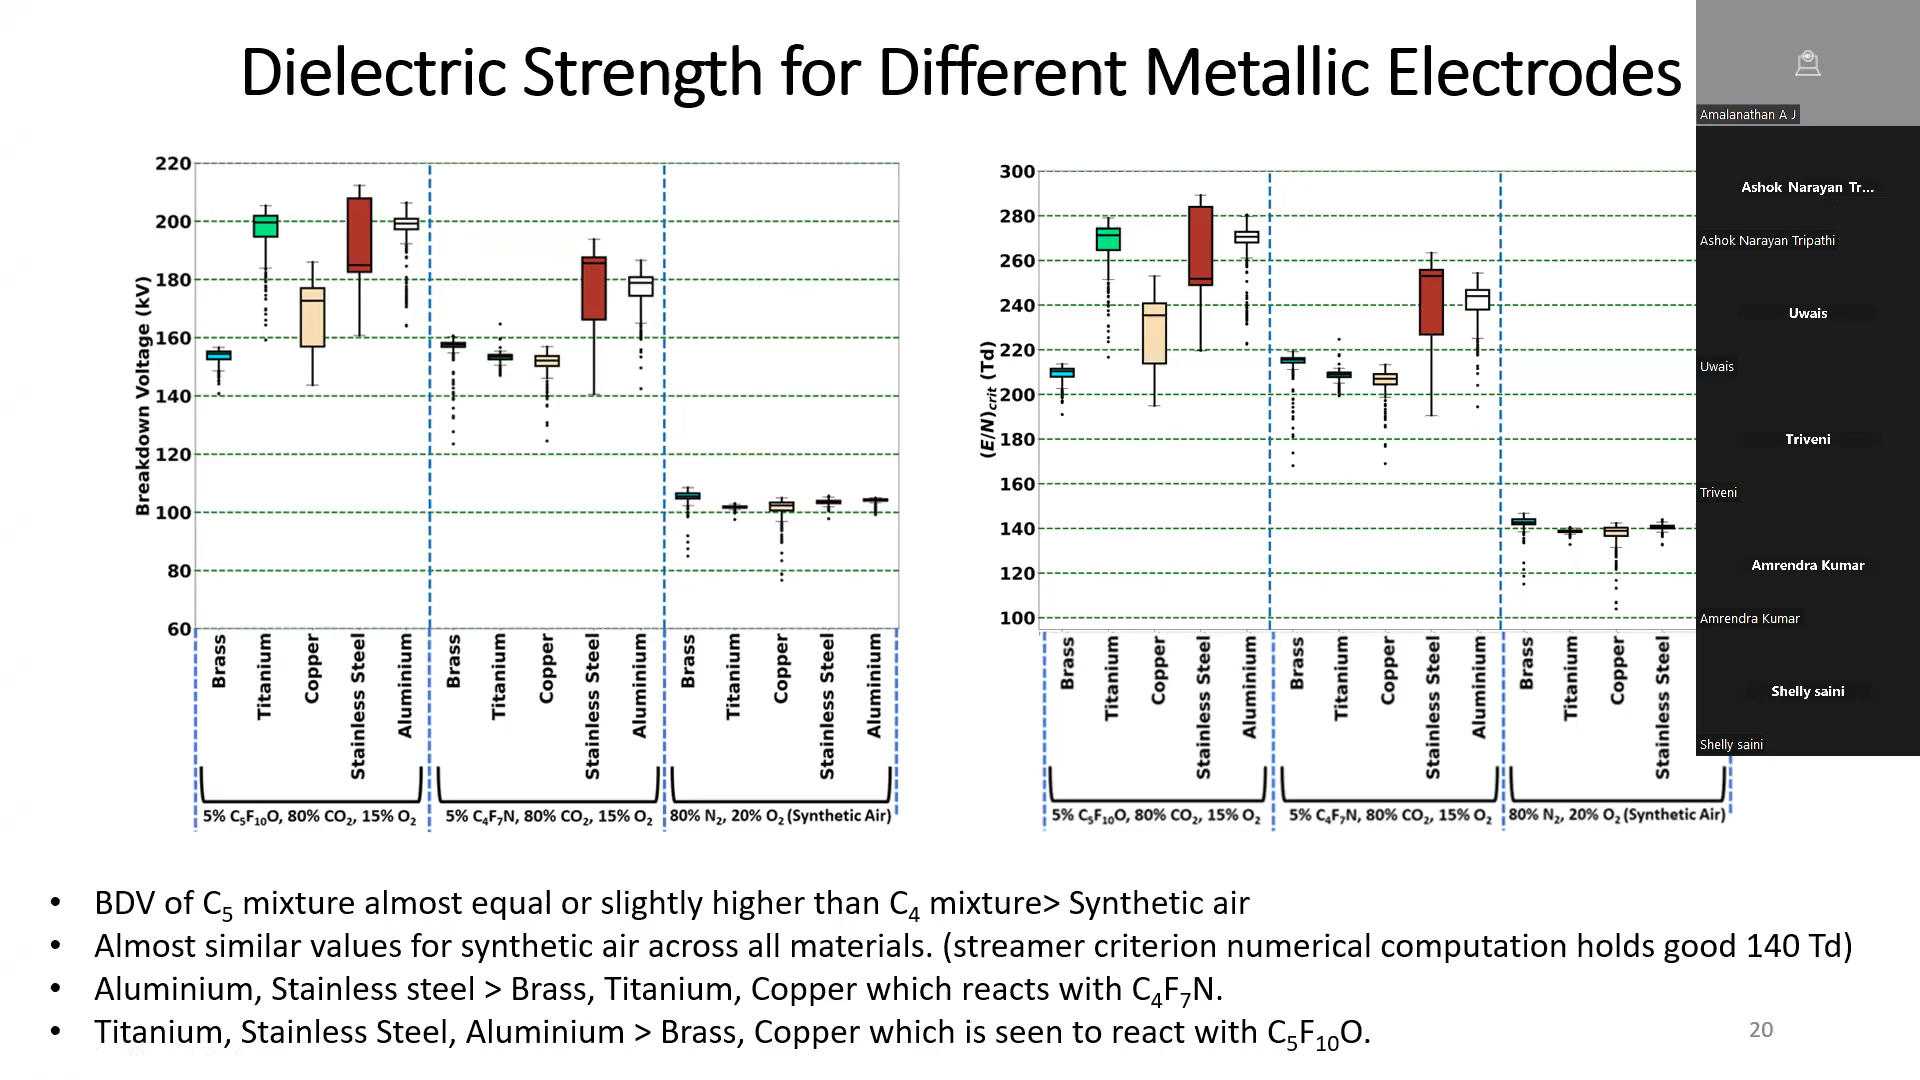 Dielectric Strength for Different Metallic Electrodes
220
200
180
160
140
120
100
80
60
Breakdown Voltage (kV)
Brass
Titanium
Copper
Stainless Steel
Aluminium
Brass
Titanium
Copper
Stainless Steel
Aluminium
Brass
Titanium
Copper
Stainless Steel
Aluminium
5% C₅F₁₀O, 80% CO₂, 15% O₂
5% C₄F₇N, 80% CO₂, 15% O₂
80% N₂, 20% O₂ (Synthetic Air)
300
280
260
240
220
200
180
160
140
120
100
(E/N)crit (Td)
Brass
Titanium
Copper
Stainless Steel
Aluminium
Brass
Titanium
Copper
Stainless Steel
Aluminium
Brass
Titanium
Copper
Stainless Steel
5% C₅F₁₀O, 80% CO₂, 15% O₂
5% C₄F₇N, 80% CO₂, 15% O₂
80% N₂, 20% O₂ (Synthetic Air)
• BDV of C₅ mixture almost equal or slightly higher than C₄ mixture> Synthetic air
• Almost similar values for synthetic air across all materials. (streamer criterion numerical computation holds good 140 Td)
• Aluminium, Stainless steel > Brass, Titanium, Copper which reacts with C₄F₇N.
• Titanium, Stainless Steel, Aluminium > Brass, Copper which is seen to react with C₅F₁₀O.
20
Amalanathan A J
Ashok Narayan Tr...
Ashok Narayan Tripathi
Uwais
Uwais
Triveni
Triveni
Amrendra Kumar
Amrendra Kumar
Shelly saini
Shelly saini